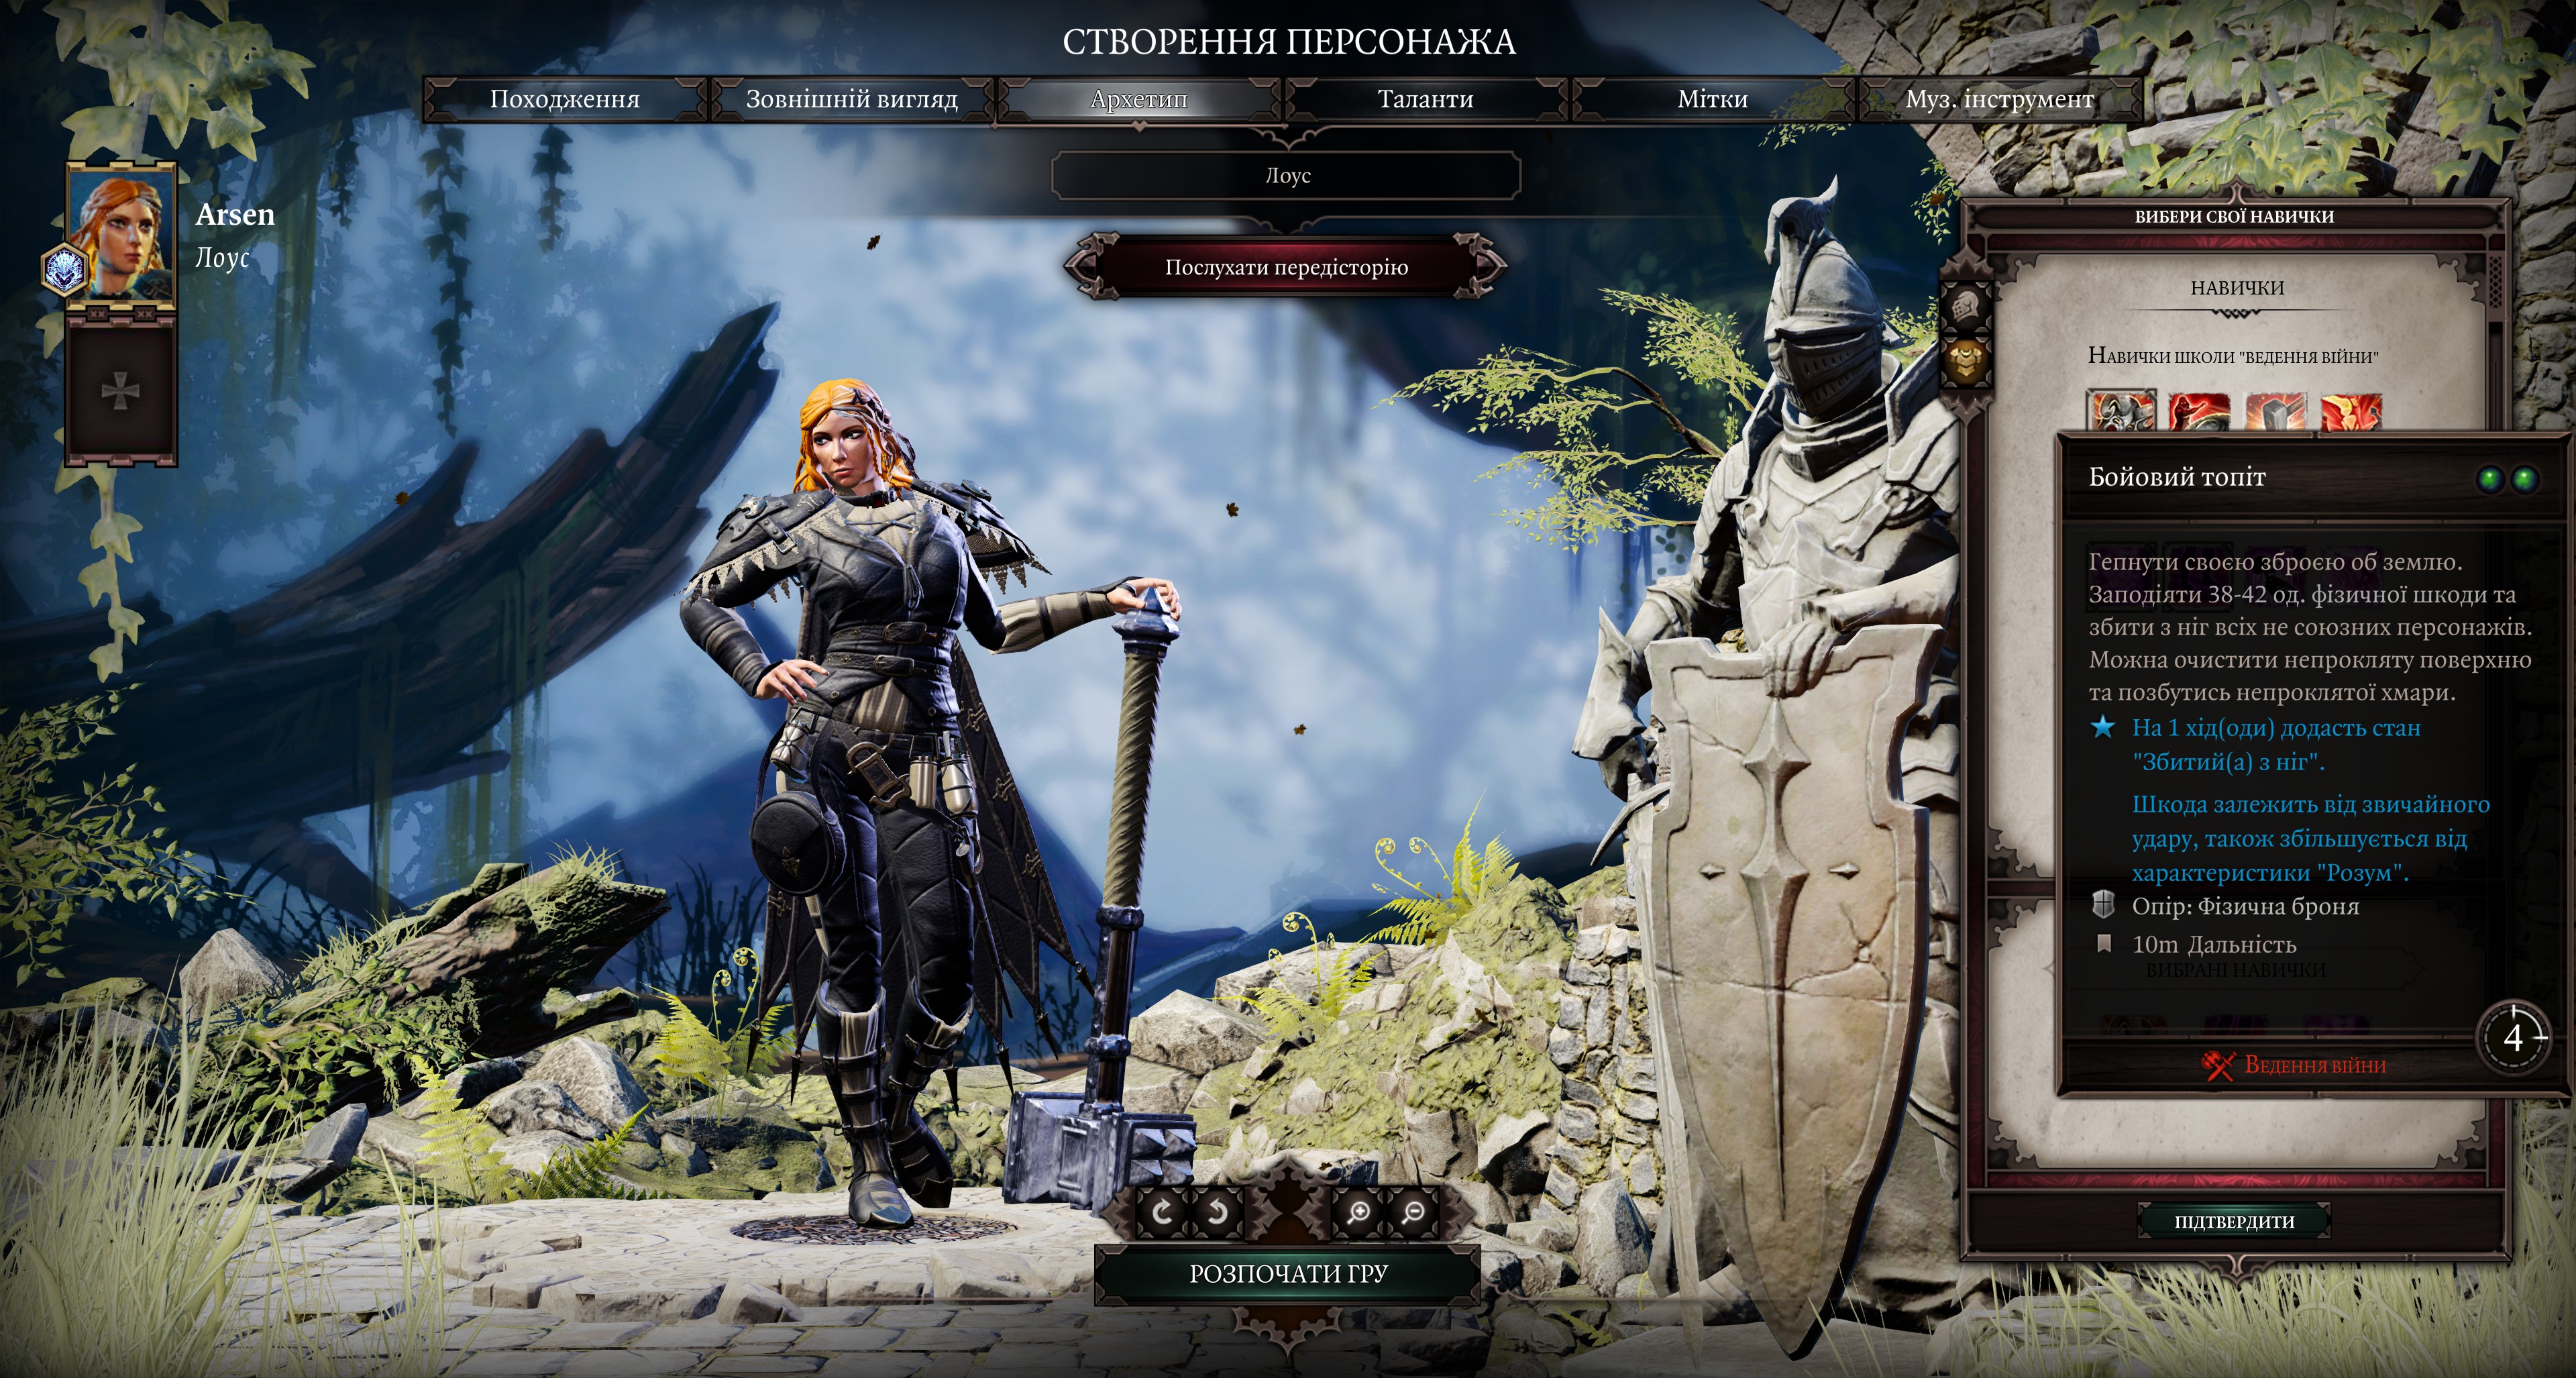 СТВОРЕННЯ ПЕРСОНАЖА
Походження
Зовнішній вигляд
Архетип
Таланти
Мітки
Муз. інструмент
Лоус
Arsen
Лоус
Послухати передісторію
ВИБЕРИ СВОЇ НАВИЧКИ
НАВИЧКИ
Навички школи "ведення війни"
Бойовий топіт
Гепнути своєю зброєю об землю.
Заподіяти 38-42 од. фізичної шкоди та
збити з ніг всіх не союзних персонажів.
Можна очистити непрокляту поверхню
та позбутись непроклятої хмари.
На 1 хід(оди) додасть стан
"Збитий(а) з ніг".
Шкода залежить від звичайного
удару, також збільшується від
характеристики "Розум".
Опір: Фізична броня
10m Дальність
ВИБРАНІ НАВИЧКИ
4
Ведення війни
ПІДТВЕРДИТИ
РОЗПОЧАТИ ГРУ